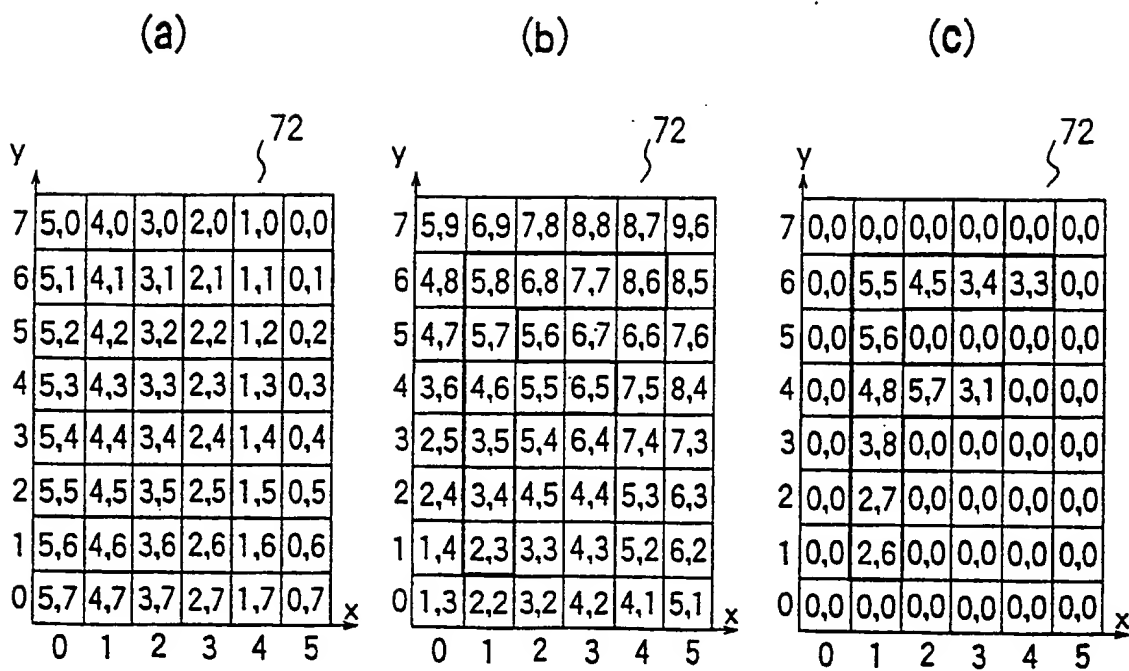 (a) (b) (c)
72 72 72
y y y
7 5,0 4,0 3,0 2,0 1,0 0,0 7 5,9 6,9 7,8 8,8 8,7 9,6 7 0,0 0,0 0,0 0,0 0,0 0,0
6 5,1 4,1 3,1 2,1 1,1 0,1 6 4,8 5,8 6,8 7,7 8,6 8,5 6 0,0 5,5 4,5 3,4 3,3 0,0
5 5,2 4,2 3,2 2,2 1,2 0,2 5 4,7 5,7 5,6 6,7 6,6 7,6 5 0,0 5,6 0,0 0,0 0,0 0,0
4 5,3 4,3 3,3 2,3 1,3 0,3 4 3,6 4,6 5,5 6,5 7,5 8,4 4 0,0 4,8 5,7 3,1 0,0 0,0
3 5,4 4,4 3,4 2,4 1,4 0,4 3 2,5 3,5 5,4 6,4 7,4 7,3 3 0,0 3,8 0,0 0,0 0,0 0,0
2 5,5 4,5 3,5 2,5 1,5 0,5 2 2,4 3,4 4,5 4,4 5,3 6,3 2 0,0 2,7 0,0 0,0 0,0 0,0
1 5,6 4,6 3,6 2,6 1,6 0,6 1 1,4 2,3 3,3 4,3 5,2 6,2 1 0,0 2,6 0,0 0,0 0,0 0,0
0 5,7 4,7 3,7 2,7 1,7 0,7 x 0 1,3 2,2 3,2 4,2 4,1 5,1 x 0 0,0 0,0 0,0 0,0 0,0 0,0 x
0 1 2 3 4 5 0 1 2 3 4 5 0 1 2 3 4 5